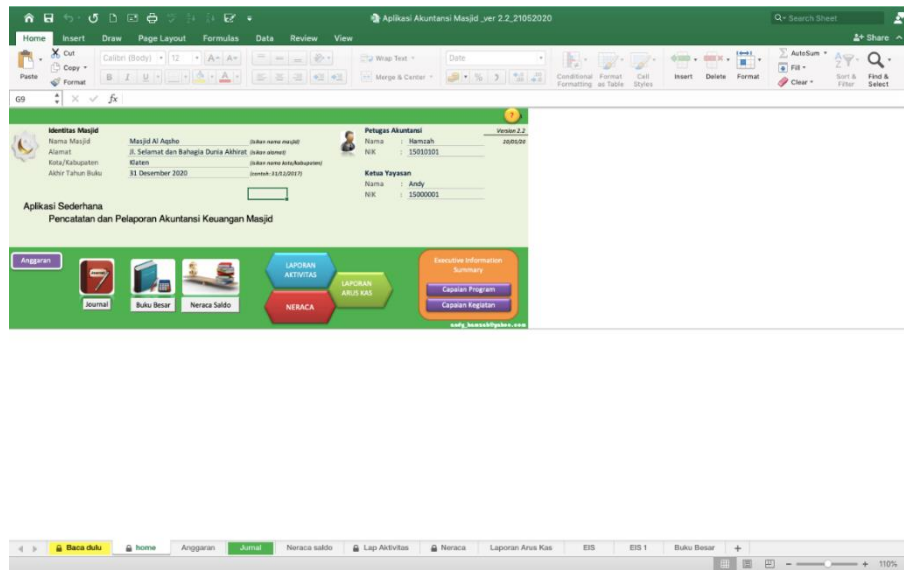 Aplikasi Akuntansi Masjid _ver 2.2_21052020
Search Sheet
Home Insert Draw Page Layout Formulas Data Review View
Share
Paste
Cut
Copy
Format
Calibri (Body) 12
Wrap Text
Merge & Center
Date
Conditional Formatting
Format as Table
Cell Styles
Insert Delete Format
AutoSum
Fill
Clear
Sort & Filter
Find & Select
G9 fx
?
Identitas Masjid
Nama Masjid Masjid Al Aqsho (isikan nama masjid)
Alamat Jl. Selamat dan Bahagia Dunia Akhirat (isikan alamat)
Kota/Kabupaten Klaten (isikan nama kota/kabupaten)
Akhir Tahun Buku 31 Desember 2020 (contoh: 31/12/2017)
Petugas Akuntansi Version 2.2
Nama : Hamzah
NIK : 15010101
Ketua Yayasan
Nama : Andy
NIK : 15000001
Aplikasi Sederhana
Pencatatan dan Pelaporan Akuntansi Keuangan Masjid
Anggaran
Journal
Buku Besar
Neraca Saldo
LAPORAN
AKTIVITAS
NERACA
LAPORAN
ARUS KAS
Executive Information
Summary
Capaian Program
Capaian Kegiatan
andy_hamzah@yahoo.com
Baca dulu home Anggaran Jurnal Neraca saldo Lap Aktivitas Neraca Laporan Arus Kas EIS EIS 1 Buku Besar +
110%